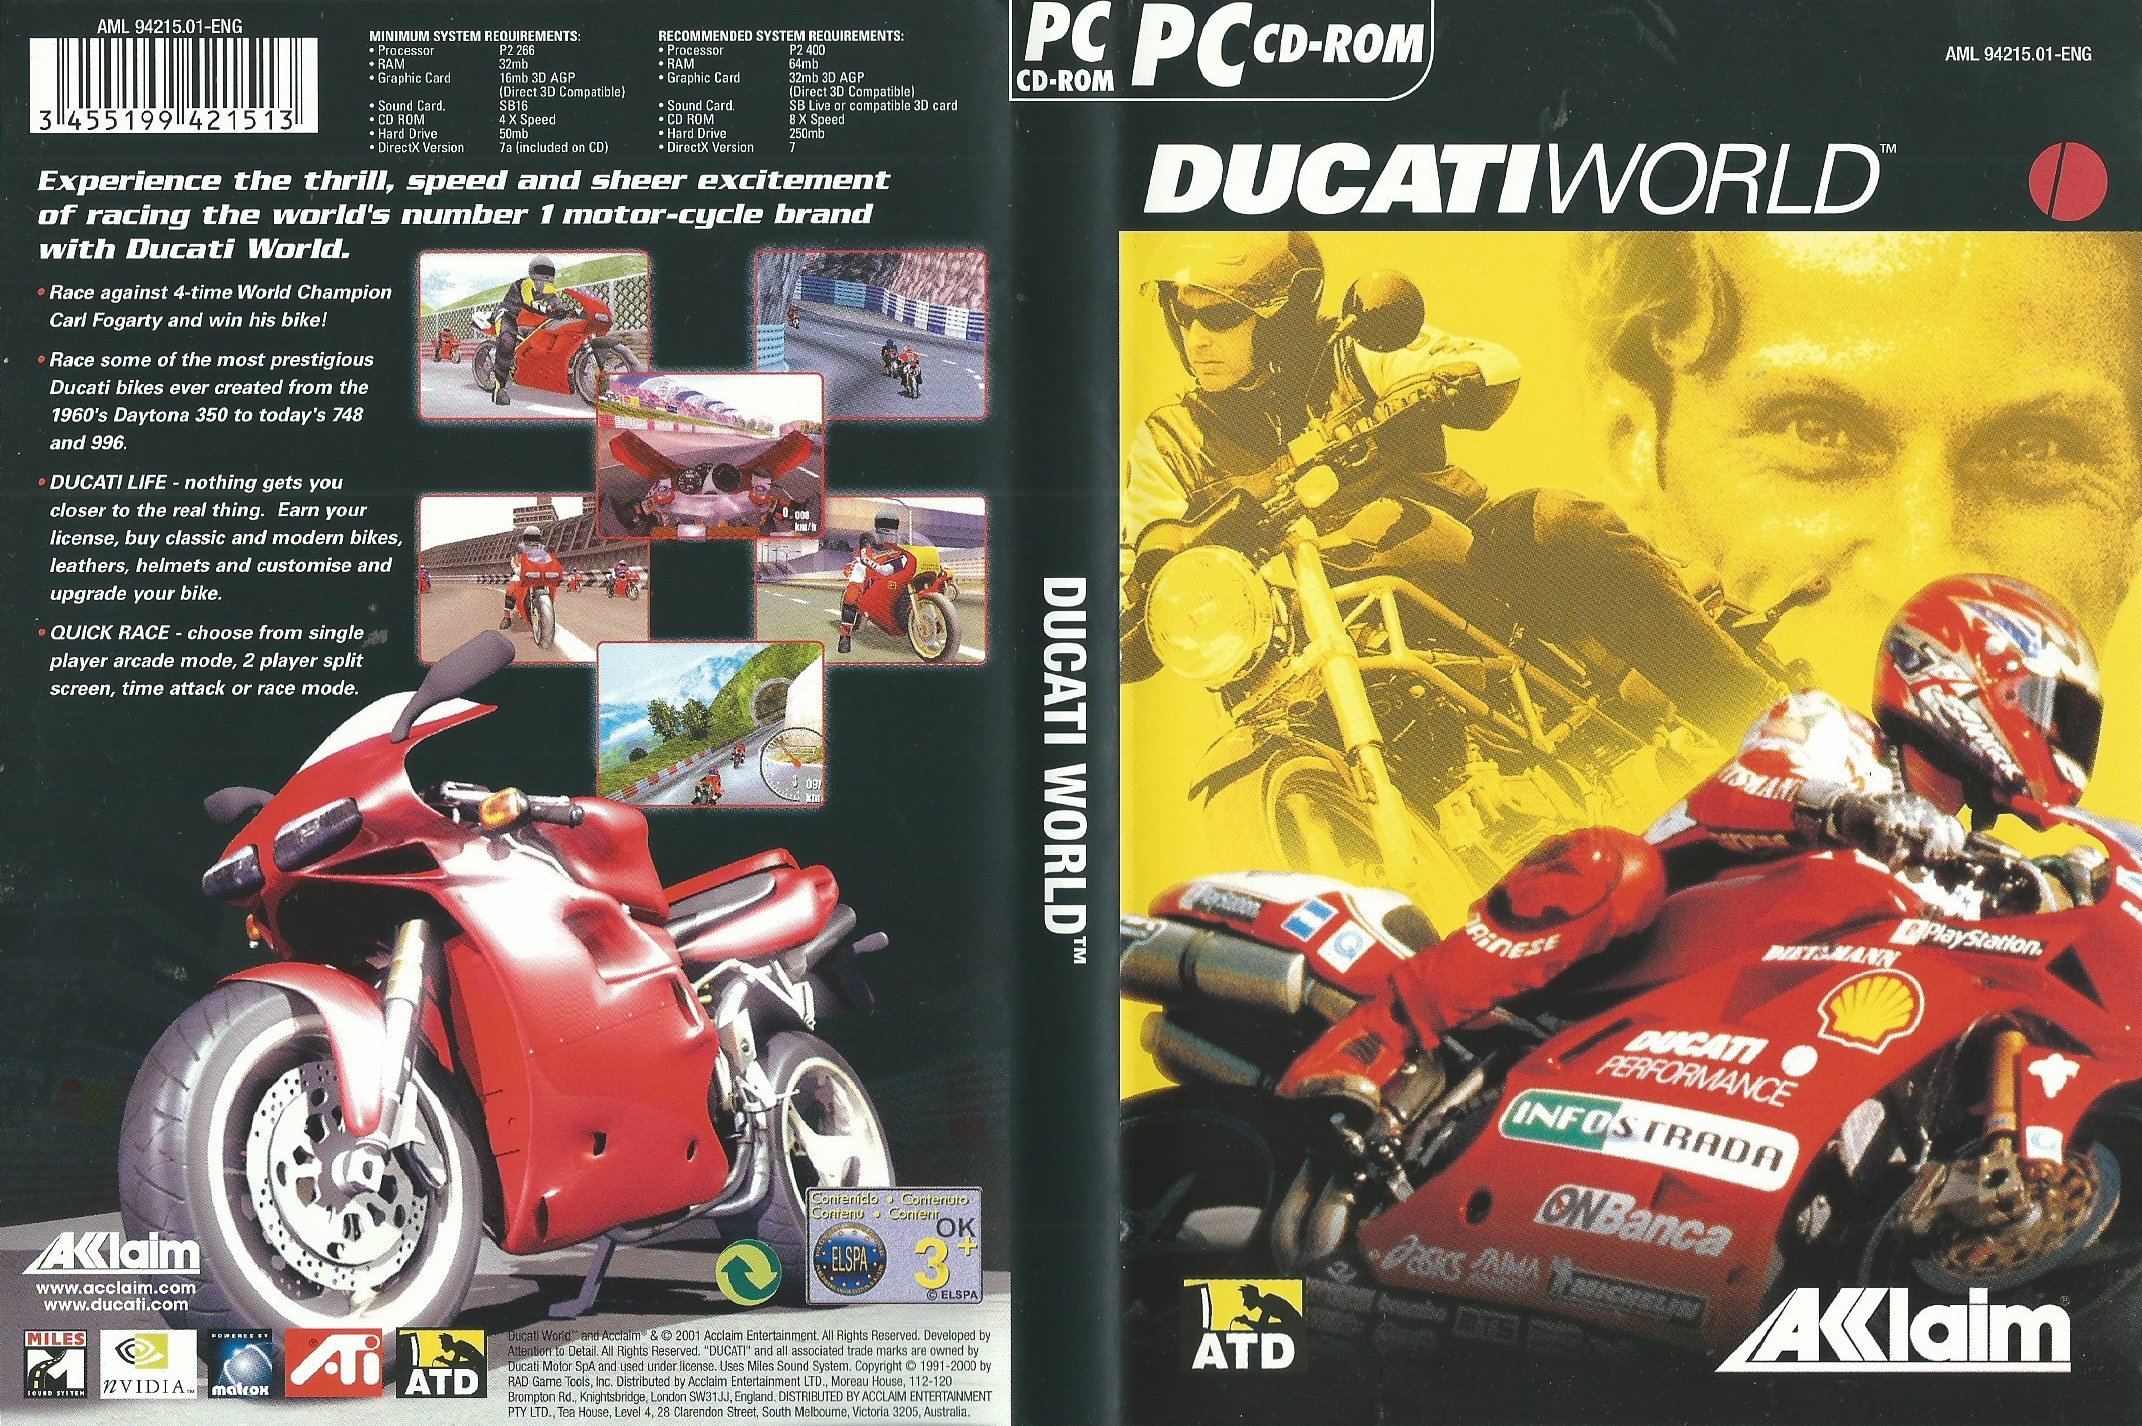 AML 94215.01-ENG
3 455199 421513
MINIMUM SYSTEM REQUIREMENTS:
• Processor P2 266
• RAM 32mb
• Graphic Card 16mb 3D AGP
(Direct 3D Compatible)
• Sound Card. SB16
• CD ROM 4 X Speed
• Hard Drive 50mb
• DirectX Version 7a (included on CD)
RECOMMENDED SYSTEM REQUIREMENTS:
• Processor P2 400
• RAM 64mb
• Graphic Card 32mb 3D AGP
(Direct 3D Compatible)
• Sound Card. SB Live or compatible 3D card
• CD ROM 8 X Speed
• Hard Drive 250mb
• DirectX Version 7
Experience the thrill, speed and sheer excitement
of racing the world's number 1 motor-cycle brand
with Ducati World.
• Race against 4-time World Champion
Carl Fogarty and win his bike!
• Race some of the most prestigious
Ducati bikes ever created from the
1960's Daytona 350 to today's 748
and 996.
• DUCATI LIFE - nothing gets you
closer to the real thing. Earn your
license, buy classic and modern bikes,
leathers, helmets and customise and
upgrade your bike.
• QUICK RACE - choose from single
player arcade mode, 2 player split
screen, time attack or race mode.
km/h
Contenido • Contenuto
Contenu • Content
OK
3+
ELSPA
© ELSPA
AKKlaim
www.acclaim.com
www.ducati.com
MILES
SOUND SYSTEM
nVIDIA™
POWERED BY
matrox
ATi®
ATD
Ducati World™ and Acclaim® & © 2001 Acclaim Entertainment. All Rights Reserved. Developed by
Attention to Detail. All Rights Reserved. "DUCATI" and all associated trade marks are owned by
Ducati Motor SpA and used under license. Uses Miles Sound System. Copyright © 1991-2000 by
RAD Game Tools, Inc. Distributed by Acclaim Entertainment LTD., Moreau House, 112-120
Brompton Rd., Knightsbridge, London SW31JJ, England. DISTRIBUTED BY ACCLAIM ENTERTAINMENT
PTY LTD., Tea House, Level 4, 28 Clarendon Street, South Melbourne, Victoria 3205, Australia.
PC
CD-ROM
DUCATI WORLD™
PC CD-ROM
AML 94215.01-ENG
DUCATIWORLD™
PlayStation.
DIETSMANN
DUCATI
PERFORMANCE
INFOSTRADA
ONBanca
ATD
AKKlaim®